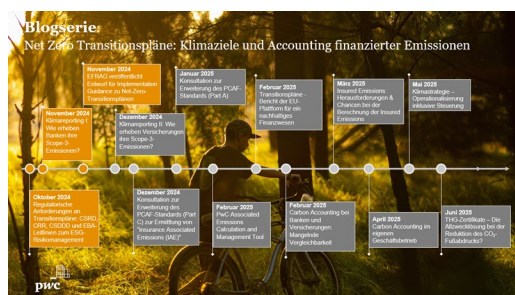 Blogserie:
Net Zero Transitionspläne: Klimaziele und Accounting finanzierter Emissionen
November 2024
EFRAG veröffentlicht
Entwurf für Implementation
Guidance zu Net-Zero-
Transitionsplänen
Januar 2025
Konsultation zur
Erweiterung des PCAF-
Standards (Part A)
März 2025
Insured Emissions
Herausforderungen &
Chancen bei der
Berechnung der Insured
Emissions
Mai 2025
Klimastrategie –
Operationalisierung
inklusive Steuerung
Februar 2025
Transitionspläne -
Bericht der EU-
Plattform für ein
nachhaltiges
Finanzwesen
November 2024
Klimareporting I:
Wie erheben
Banken ihre
Scope-3-
Emissionen?
Dezember 2024
Klimareporting II: Wie
erheben Versicherungen
ihre Scope-3-
Emissionen?
Oktober 2024
Regulatorische
Anforderungen an
Transitionspläne: CSRD,
CRR, CSDDD und EBA-
Leitlinien zum ESG-
Risikomanagement
Dezember 2024
Konsultation zur
Erweiterung des
PCAF-Standards (Part
C) zur Ermittlung von
"Insurance Associated
Emissions (IAE)"
Februar 2025
PwC Associated
Emissions
Calculation and
Management Tool
Februar 2025
Carbon Accounting bei
Banken und
Versicherungen:
Mangelnde
Vergleichbarkeit
April 2025
Carbon Accounting im
eigenen
Geschäftsbetrieb
Juni 2025
THG-Zertifikate – Die
Allzwecklösung bei der
Reduktion des CO₂-
Fußabdrucks?
pwc